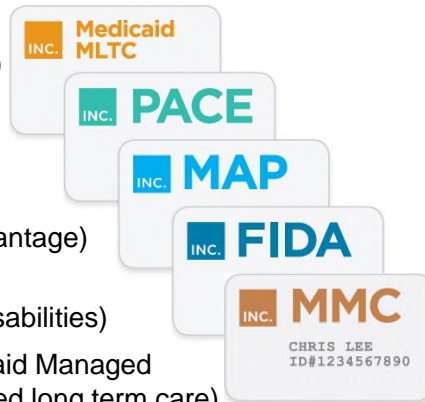 Medicaid
INC. MLTC
)
INC. PACE
INC. MAP
antage)
INC. FIDA
sabilities)
INC. MMC
CHRIS LEE
ID#1234567890
aid Managed
ed long term care)